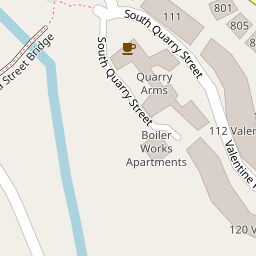 South Quarry Street
111
801
805
South Quarry Street
Quarry
Arms
Street Bridge
Boiler
Works
Apartments
112
Valentine
120